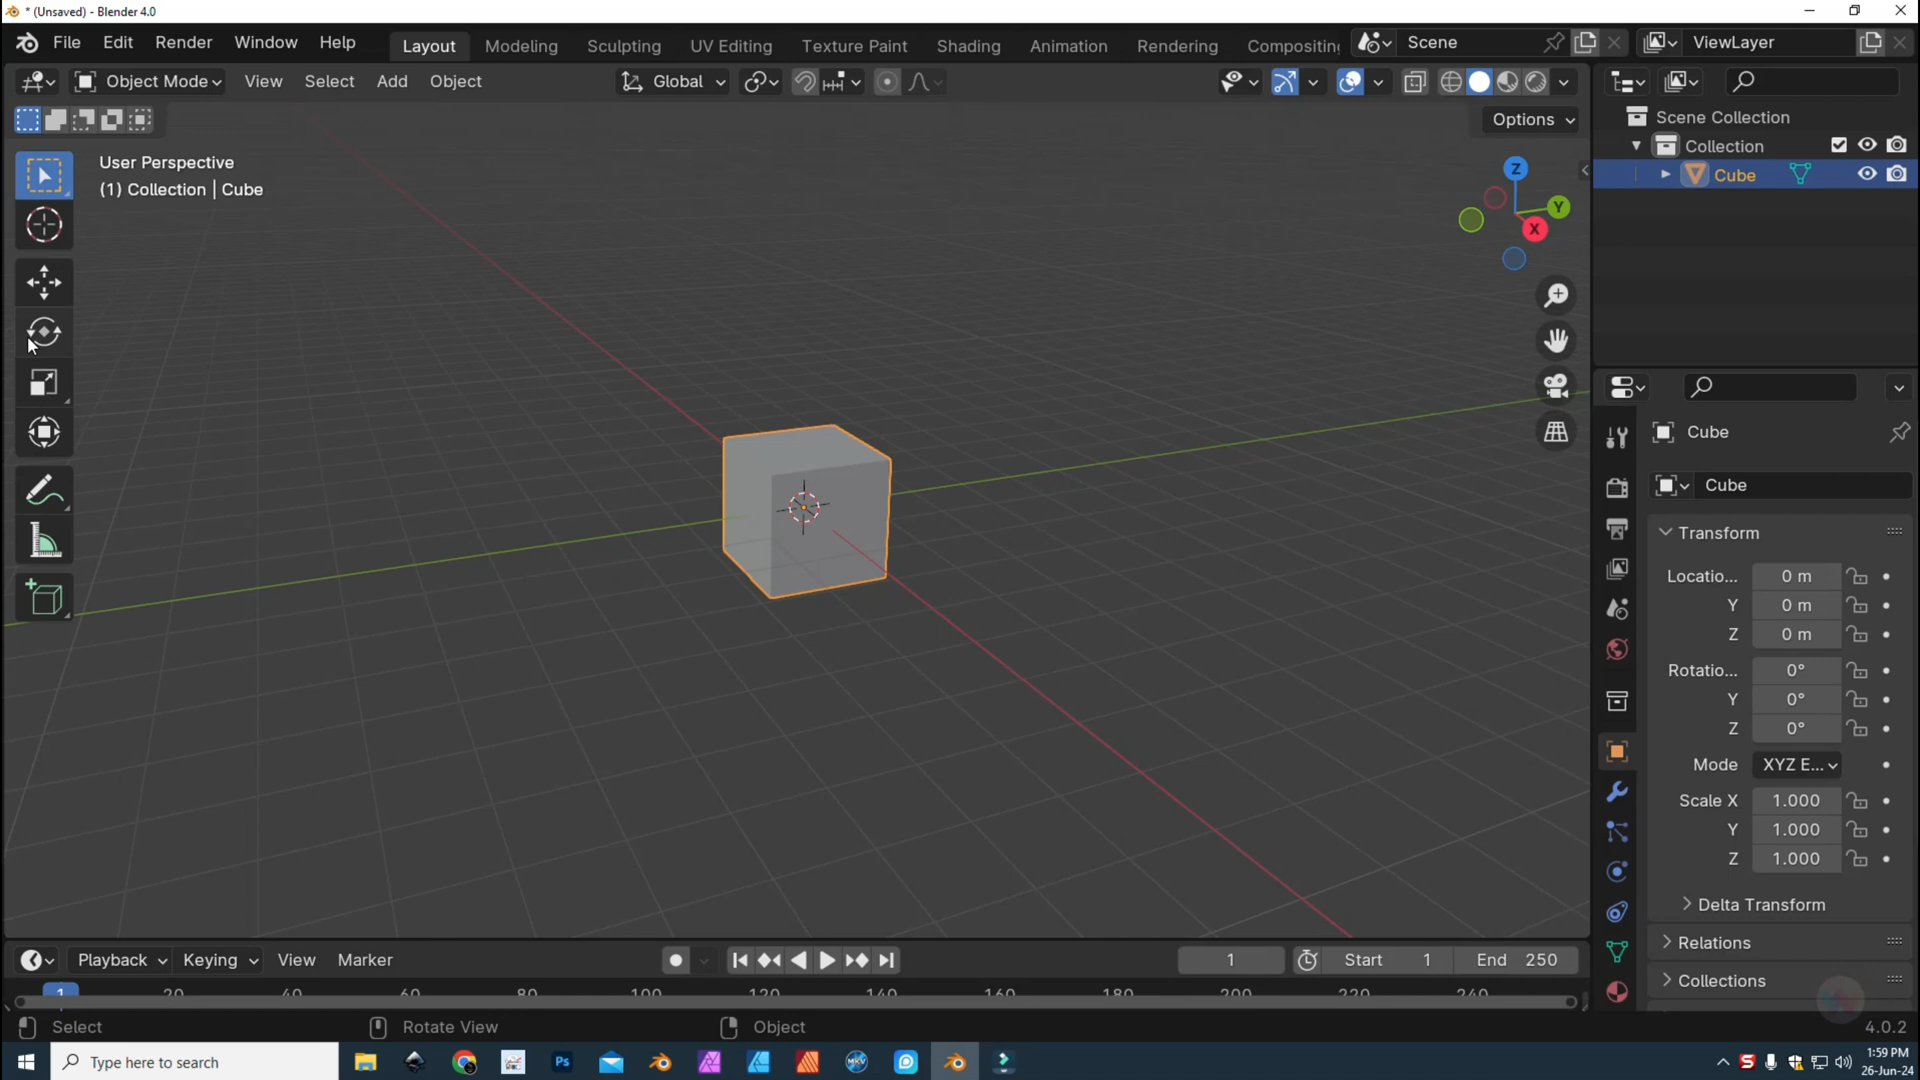 * (Unsaved) - Blender 4.0
File Edit Render Window Help Layout Modeling Sculpting UV Editing Texture Paint Shading Animation Rendering Compositing Scene ViewLayer
Object Mode View Select Add Object Global
Options
User Perspective
(1) Collection | Cube
Z
Y
X
Scene Collection
Collection
Cube
Cube
Cube
Transform
Locatio... 0 m
Y 0 m
Z 0 m
Rotatio... 0°
Y 0°
Z 0°
Mode XYZ E...
Scale X 1.000
Y 1.000
Z 1.000
Delta Transform
Relations
Collections
Playback Keying View Marker 1 Start 1 End 250
1 20 40 60 80 100 120 140 160 180 200 220 240
Select Rotate View Object 4.0.2
Type here to search Ps MKV S 1:59 PM
26-Jun-24